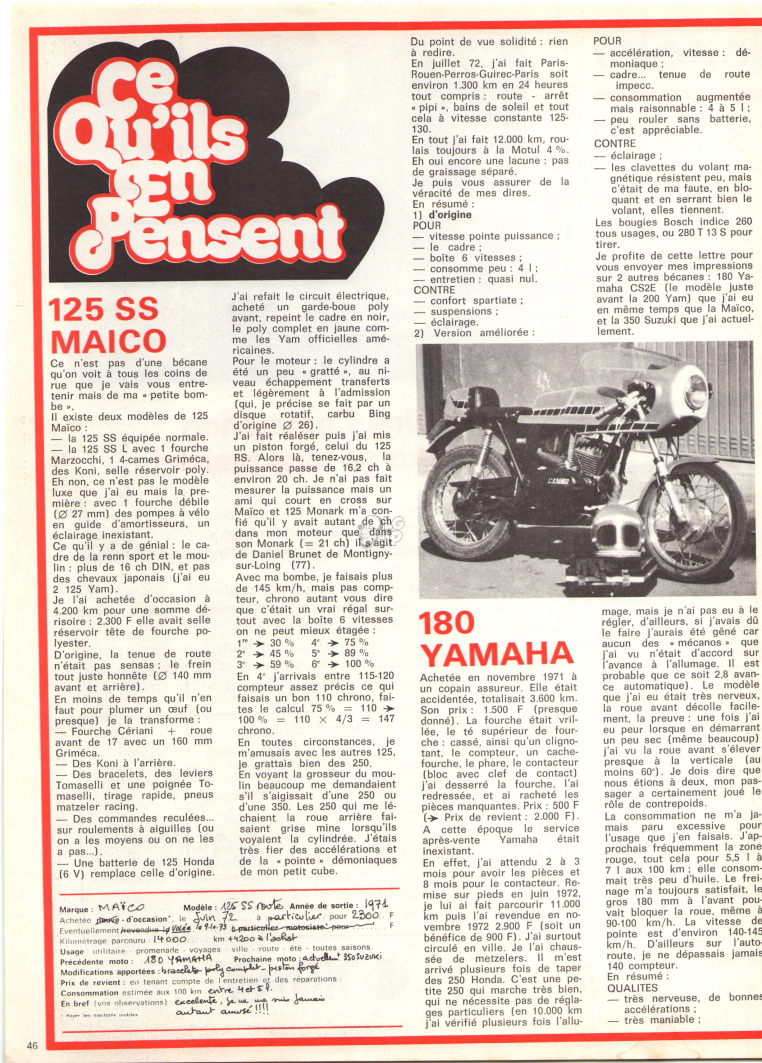 Ce
Qu'ils
En
Pensent
125 SS
MAICO
Ce n'est pas d'une bécane
qu'on voit à tous les coins de
rue que je vais vous entre-
tenir mais de ma « petite bom-
be ».
Il existe deux modèles de 125
Maïco :
— la 125 SS équipée normale.
— la 125 SS L avec 1 fourche
Marzocchi, 1 4-cames Griméca,
des Koni, selle réservoir poly.
Eh non, ce n'est pas le modèle
luxe que j'ai eu mais la pre-
mière : avec 1 fourche débile
(Ø 27 mm) des pompes à vélo
en guide d'amortisseurs, un
éclairage inexistant.
Ce qu'il y a de génial : le ca-
dre de la renn sport et le mou-
lin : plus de 16 ch DIN, et pas
des chevaux japonais (j'ai eu
2 125 Yam).
Je l'ai achetée d'occasion à
4.200 km pour une somme dé-
risoire : 2.300 F elle avait selle
réservoir tête de fourche po-
lyester.
D'origine, la tenue de route
n'était pas sensas ; le frein
tout juste honnête (Ø 140 mm
avant et arrière).
En moins de temps qu'il n'en
faut pour plumer un œuf (ou
presque) je la transforme :
— Fourche Cériani + roue
avant de 17 avec un 160 mm
Griméca.
— Des Koni à l'arrière.
— Des bracelets, des leviers
Tomaselli et une poignée To-
maselli, tirage rapide, pneus
matzeler racing.
— Des commandes reculées...
sur roulements à aiguilles (ou
on a les moyens ou on ne les
a pas...).
— Une batterie de 125 Honda
(6 V) remplace celle d'origine.
J'ai refait le circuit électrique,
acheté un garde-boue poly
avant, repeint le cadre en noir,
le poly complet en jaune com-
me les Yam officielles amé-
ricaines.
Pour le moteur : le cylindre a
été un peu « gratté », au ni-
veau échappement transferts
et légèrement à l'admission
(qui, je précise se fait par un
disque rotatif, carbu Bing
d'origine Ø 26).
J'ai fait réaléser puis j'ai mis
un piston forgé, celui du 125
RS. Alors là, tenez-vous, la
puissance passe de 16,2 ch à
environ 20 ch. Je n'ai pas fait
mesurer la puissance mais un
ami qui court en cross sur
Maïco et 125 Monark m'a con-
fié qu'il y avait autant de ch
dans mon moteur que dans
son Monark (= 21 ch) il s'agit
de Daniel Brunet de Montigny-
sur-Loing (77).
Avec ma bombe, je faisais plus
de 145 km/h, mais pas comp-
teur, chrono autant vous dire
que c'était un vrai régal sur-
tout avec la boîte 6 vitesses
on ne peut mieux étagée :
1re ➔ 30 % 4e ➔ 75 %
2e ➔ 45 % 5e ➔ 89 %
3e ➔ 59 % 6e ➔ 100 %
En 4e j'arrivais entre 115-120
compteur assez précis ce qui
faisais un bon 110 chrono, fai-
tes le calcul 75 % = 110 ➔
100 % = 110 × 4/3 = 147
chrono.
En toutes circonstances, je
m'amusais avec les autres 125,
je grattais bien des 250.
En voyant la grosseur du mou-
lin beaucoup me demandaient
s'il s'aigissait d'une 250 ou
d'une 350. Les 250 qui me lé-
chaient la roue arrière fai-
saient grise mine lorsqu'ils
voyaient la cylindrée. J'étais
très fier des accélérations et
de la « pointe » démoniaques
de mon petit cube.
Marque : MAÏCO Modèle : 125 SS route Année de sortie : 1971
Achetée neuve - d'occasion*, le Juin 72 à particulier pour 2300 F
Eventuellement revendue le Volée le 9-10-73 à particulier motociste* pour F
Kilométrage parcouru : 14000 km +4200 à l'achat
Usage utilitaire - promenade - voyages ville - route - été - toutes saisons
Précédente moto : 180 YAMAHA Prochaine moto : actuellemt 350 SUZUKI
Modifications apportées : bracelets poly complet - piston forgé
Prix de revient : en tenant compte de l'entretien et des réparations :
Consommation estimée aux 100 km entre 4 et 5 l.
En bref (vos observations) excellente, je ne me suis jamais
autant amusé !!!!
* Rayer les mentions inutiles
46
Du point de vue solidité : rien
à redire.
En juillet 72, j'ai fait Paris-
Rouen-Perros-Guirec-Paris soit
environ 1.300 km en 24 heures
tout compris : route - arrêt
« pipi », bains de soleil et tout
cela à vitesse constante 125-
130.
En tout j'ai fait 12.000 km, rou-
lais toujours à la Motul 4 %.
Eh oui encore une lacune : pas
de graissage séparé.
Je puis vous assurer de la
véracité de mes dires.
En résumé :
1) d'origine
POUR
— vitesse pointe puissance ;
— le cadre ;
— boîte 6 vitesses ;
— consomme peu : 4 l ;
— entretien : quasi nul.
CONTRE
— confort spartiate ;
— suspensions ;
— éclairage.
2) Version améliorée :
POUR
— accélération, vitesse : dé-
moniaque ;
— cadre... tenue de route
impecc.
— consommation augmentée
mais raisonnable : 4 à 5 l ;
— peu rouler sans batterie,
c'est appréciable.
CONTRE
— éclairage ;
— les clavettes du volant ma-
gnétique résistent peu, mais
c'était de ma faute, en blo-
quant et en serrant bien le
volant, elles tiennent.
Les bougies Bosch indice 260
tous usages, ou 280 T 13 S pour
tirer.
Je profite de cette lettre pour
vous envoyer mes impressions
sur 2 autres bécanes : 180 Ya-
maha CS2E (le modèle juste
avant la 200 Yam) que j'ai eu
en même temps que la Maïco,
et la 350 Suzuki que j'ai actuel-
lement.
180
YAMAHA
Achetée en novembre 1971 à
un copain assureur. Elle était
accidentée, totalisait 3.600 km.
Son prix : 1.500 F (presque
donné). La fourche était vril-
lée, le té supérieur de four-
che : cassé, ainsi qu'un cligno-
tant, le compteur, un cache-
fourche, le phare, le contacteur
(bloc avec clef de contact)
j'ai desserré la fourche, l'ai
redressée, et ai racheté les
pièces manquantes. Prix : 500 F
(➔ Prix de revient : 2.000 F).
A cette époque le service
après-vente Yamaha était
inexistant.
En effet, j'ai attendu 2 à 3
mois pour avoir les pièces et
8 mois pour le contacteur. Re-
mise sur pieds en juin 1972,
je lui ai fait parcourir 11.000
km puis l'ai revendue en no-
vembre 1972 2.900 F (soit un
bénéfice de 900 F). J'ai surtout
circulé en ville. Je l'ai chaus-
sée de metzelers. Il m'est
arrivé plusieurs fois de taper
des 250 Honda. C'est une pe-
tite 250 qui marche très bien,
qui ne nécessite pas de régla-
ges particuliers (en 10.000 km
j'ai vérifié plusieurs fois l'allu-
mage, mais je n'ai pas eu à le
régler, d'ailleurs, si j'avais dû
le faire j'aurais été gêné car
aucun des « mécanos » que
j'ai vu n'était d'accord sur
l'avance à l'allumage. Il est
probable que ce soit 2,8 avan-
ce automatique). Le modèle
que j'ai eu était très nerveux,
la roue avant décolle facile-
ment, la preuve : une fois j'ai
eu peur lorsque en démarrant
un peu sec (même beaucoup)
j'ai vu la roue avant s'élever
presque à la verticale (au
moins 60°). Je dois dire que
nous étions à deux, mon pas-
sager a certainement joué le
rôle de contrepoids.
La consommation ne m'a ja-
mais paru excessive pour
l'usage que j'en faisais. J'ap-
prochais fréquemment la zone
rouge, tout cela pour 5,5 l à
7 l aux 100 km ; elle consom-
mait très peu d'huile. Le frei-
nage m'a toujours satisfait, le
gros 180 mm à l'avant pou-
vait bloquer la roue, même à
90-100 km/h. La vitesse de
pointe est d'environ 140-145
km/h. D'ailleurs sur l'auto-
route, je ne dépassais jamais
140 compteur.
En résumé :
QUALITES
— très nerveuse, de bonnes
accélérations ;
— très maniable ;